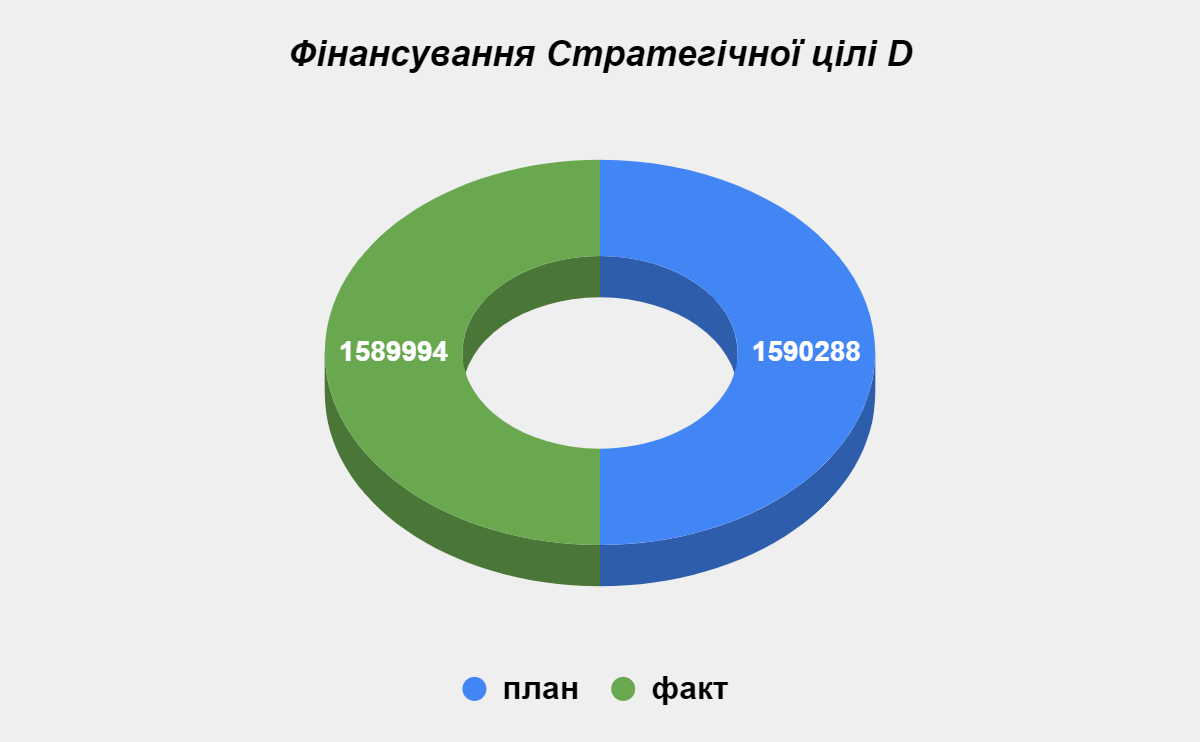 Фінансування Стратегічної цілі D
1589994
1590288
план
факт